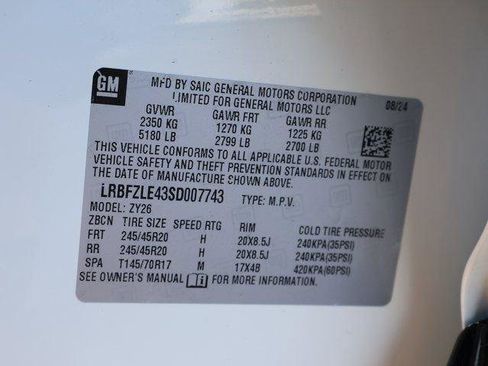 GM
MFD BY SAIC GENERAL MOTORS CORPORATION
LIMITED FOR GENERAL MOTORS LLC 08/24
GVWR GAWR FRT GAWR RR
2350 KG 1270 KG 1225 KG
5180 LB 2799 LB 2700 LB
THIS VEHICLE CONFORMS TO ALL APPLICABLE U.S. FEDERAL MOTOR
VEHICLE SAFETY AND THEFT PREVENTION STANDARDS IN EFFECT ON
THE DATE OF MANUFACTURE SHOWN ABOVE.
LRBFZLE43SD007743 TYPE: M.P.V.
MODEL: ZY26
ZBCN TIRE SIZE SPEED RTG RIM COLD TIRE PRESSURE
FRT 245/45R20 H 20X8.5J 240KPA(35PSI)
RR 245/45R20 H 20X8.5J 240KPA(35PSI)
SPA T145/70R17 M 17X4B 420KPA(60PSI)
SEE OWNER'S MANUAL FOR MORE INFORMATION.